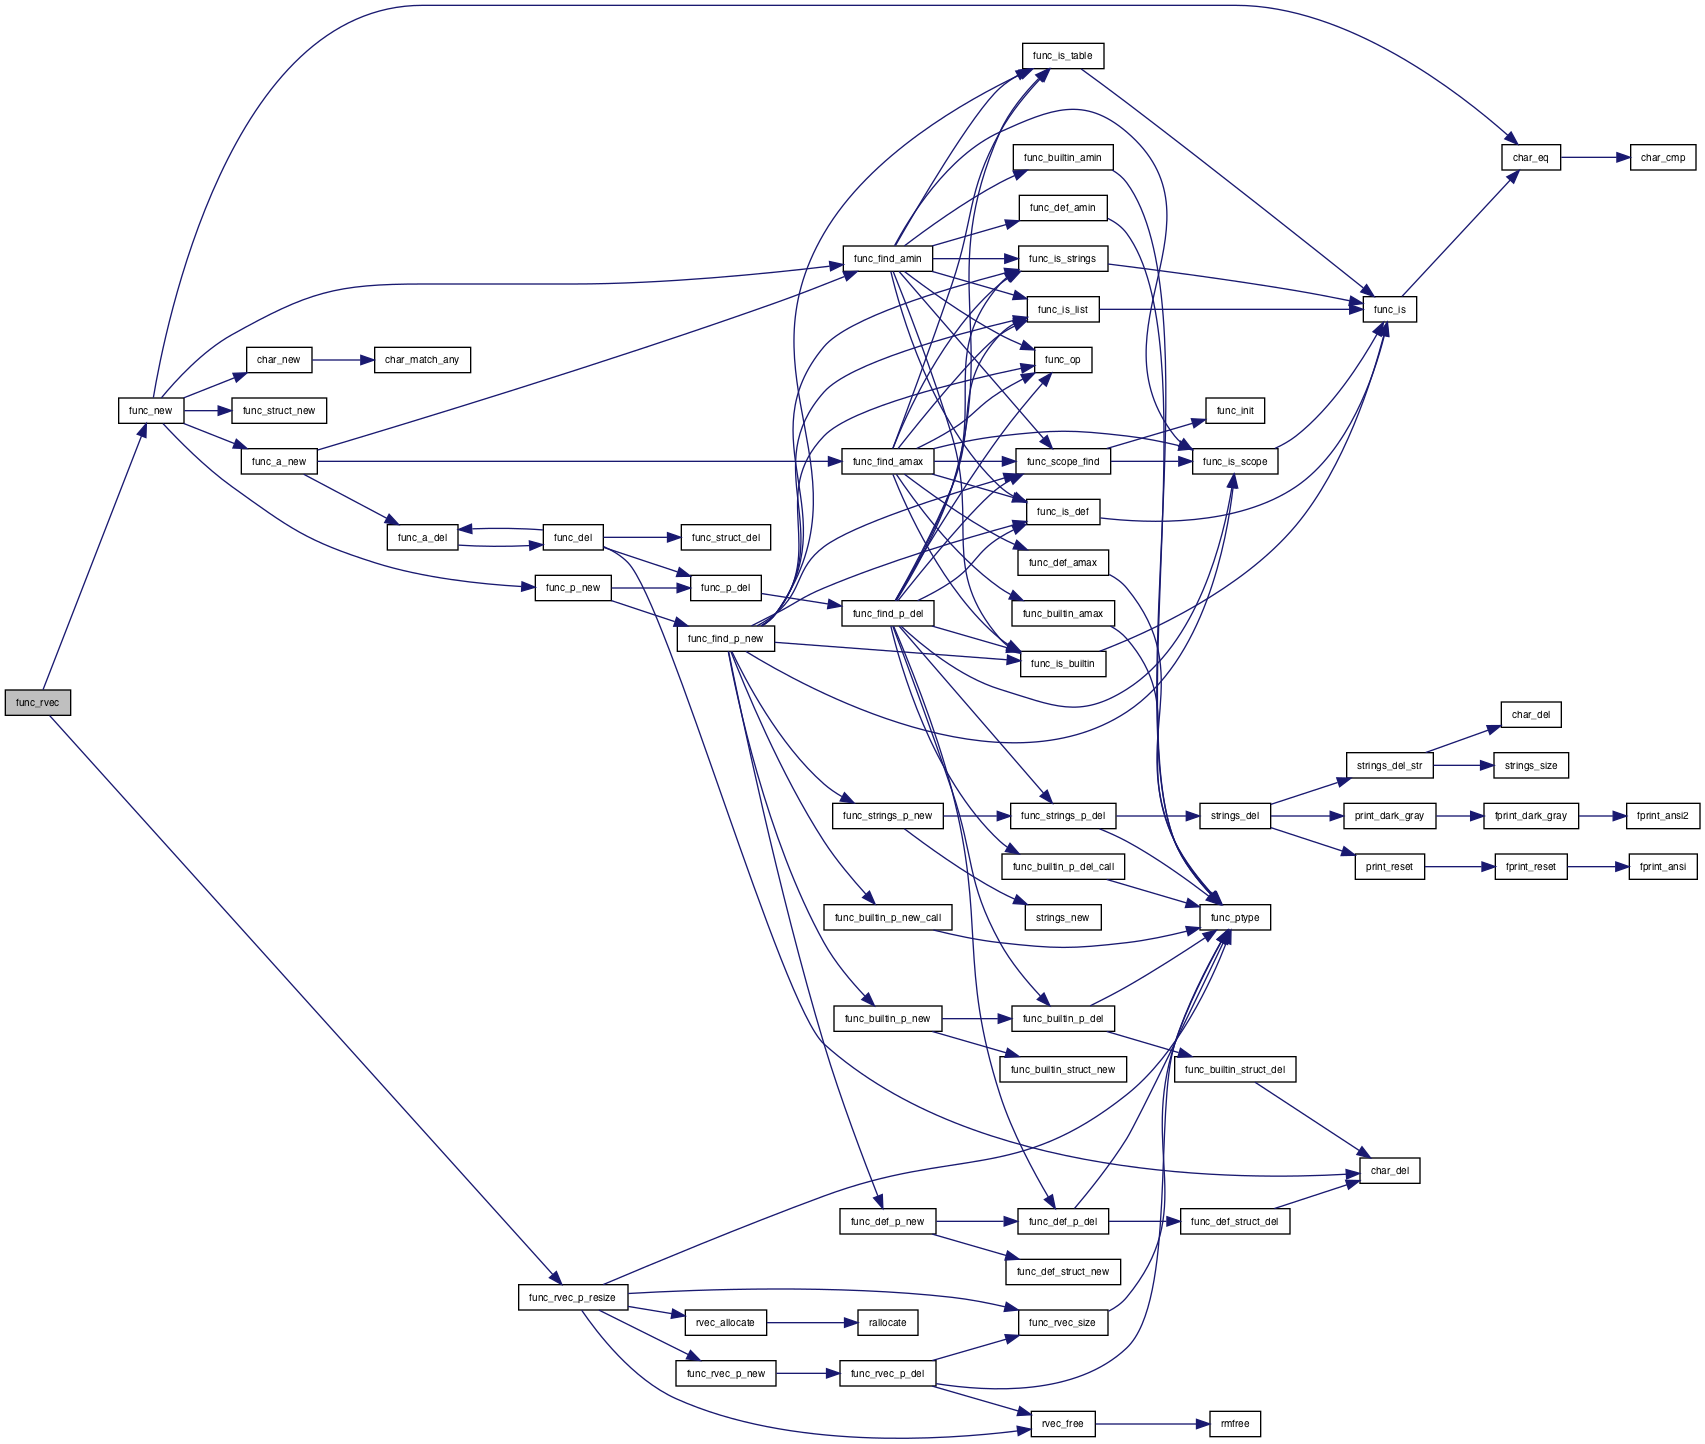 func_rvec
func_new
char_new
func_struct_new
func_a_new
char_match_any
func_a_del
func_del
func_p_new
func_struct_del
func_p_del
func_find_p_new
func_find_amin
func_find_amax
func_find_p_del
func_is_table
func_builtin_amin
func_def_amin
func_is_strings
func_is_list
func_op
func_scope_find
func_is_def
func_def_amax
func_builtin_amax
func_is_builtin
func_init
func_is_scope
func_is
char_eq
char_cmp
func_strings_p_new
func_builtin_p_new_call
func_builtin_p_new
func_def_p_new
func_strings_p_del
func_builtin_p_del_call
strings_new
func_builtin_p_del
func_builtin_struct_new
func_def_p_del
func_def_struct_new
strings_del
func_ptype
func_builtin_struct_del
func_def_struct_del
strings_del_str
print_dark_gray
print_reset
char_del
strings_size
fprint_dark_gray
fprint_reset
fprint_ansi2
fprint_ansi
char_del
func_rvec_p_resize
rvec_allocate
func_rvec_p_new
rallocate
func_rvec_p_del
func_rvec_size
rvec_free
rmfree